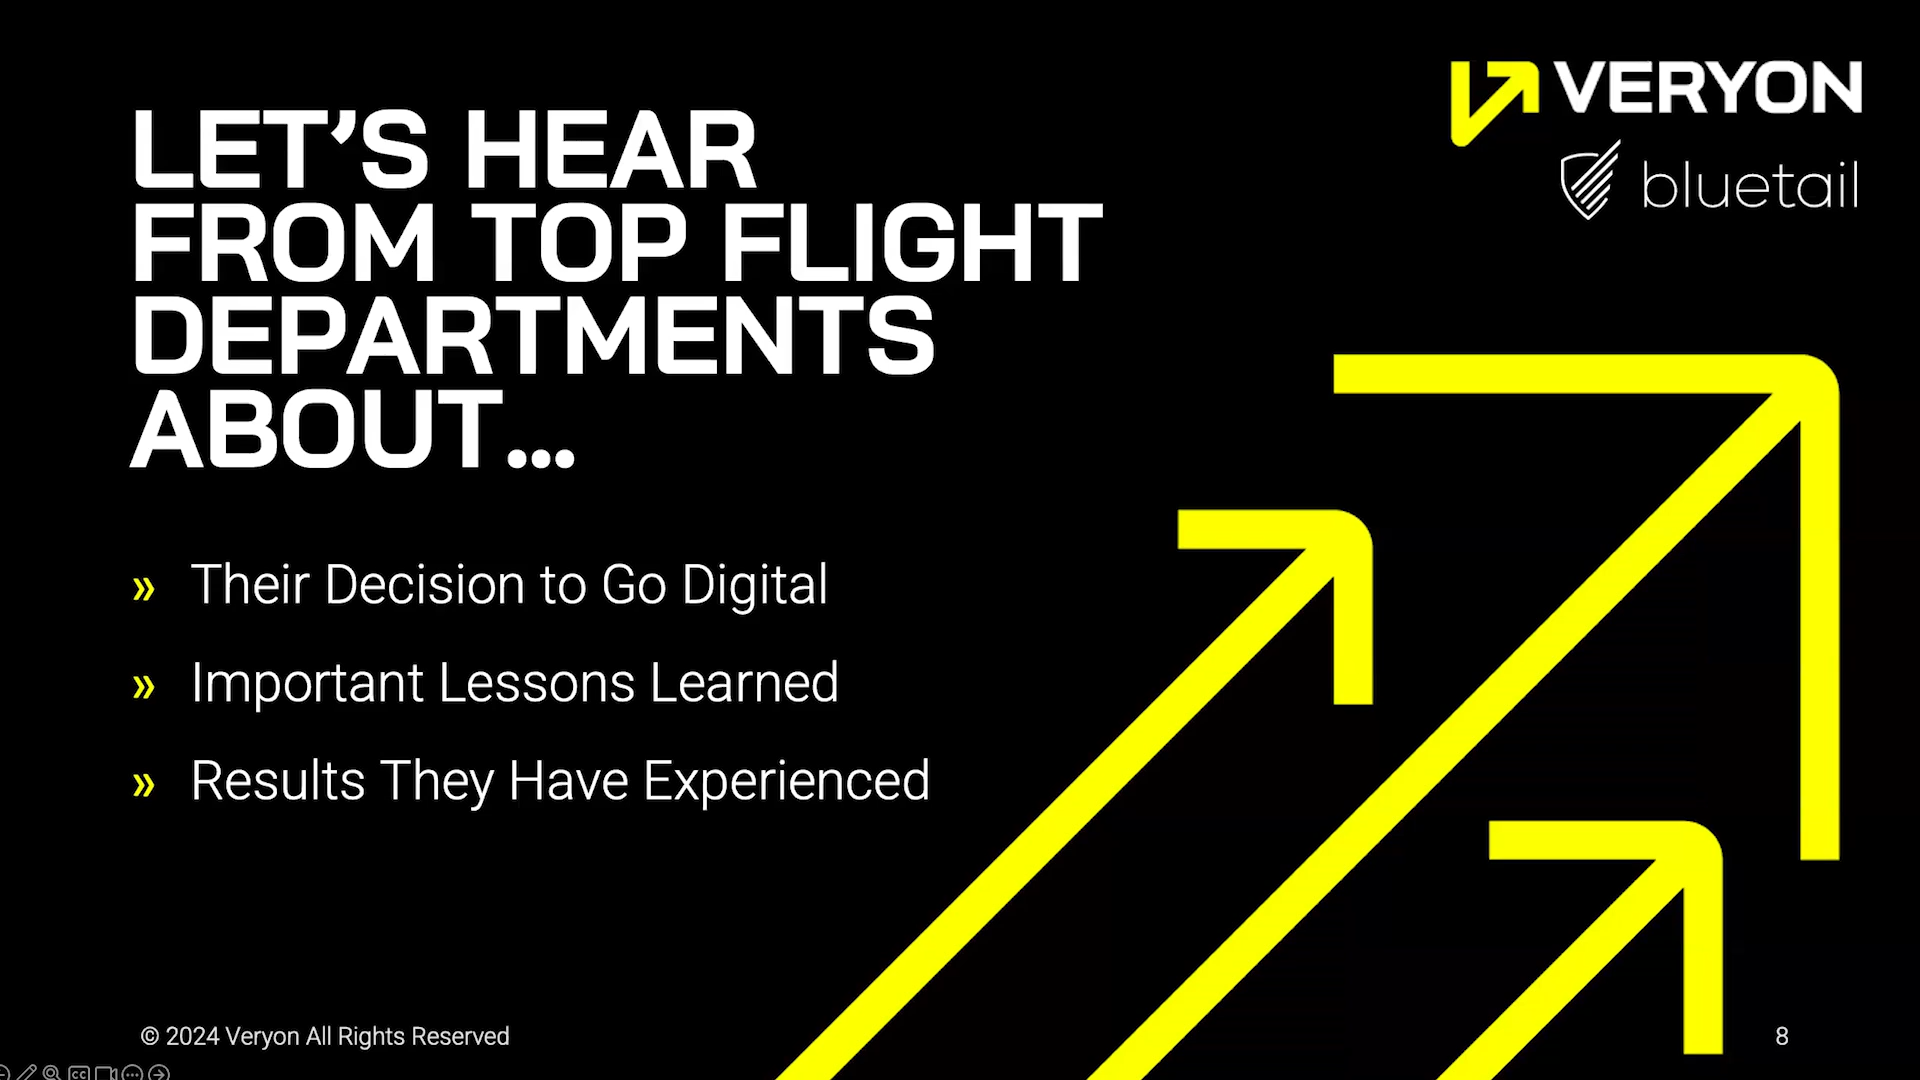 VERYON
bluetail
LET’S HEAR
FROM TOP FLIGHT
DEPARTMENTS
ABOUT...
» Their Decision to Go Digital
» Important Lessons Learned
» Results They Have Experienced
© 2024 Veryon All Rights Reserved
8
CC